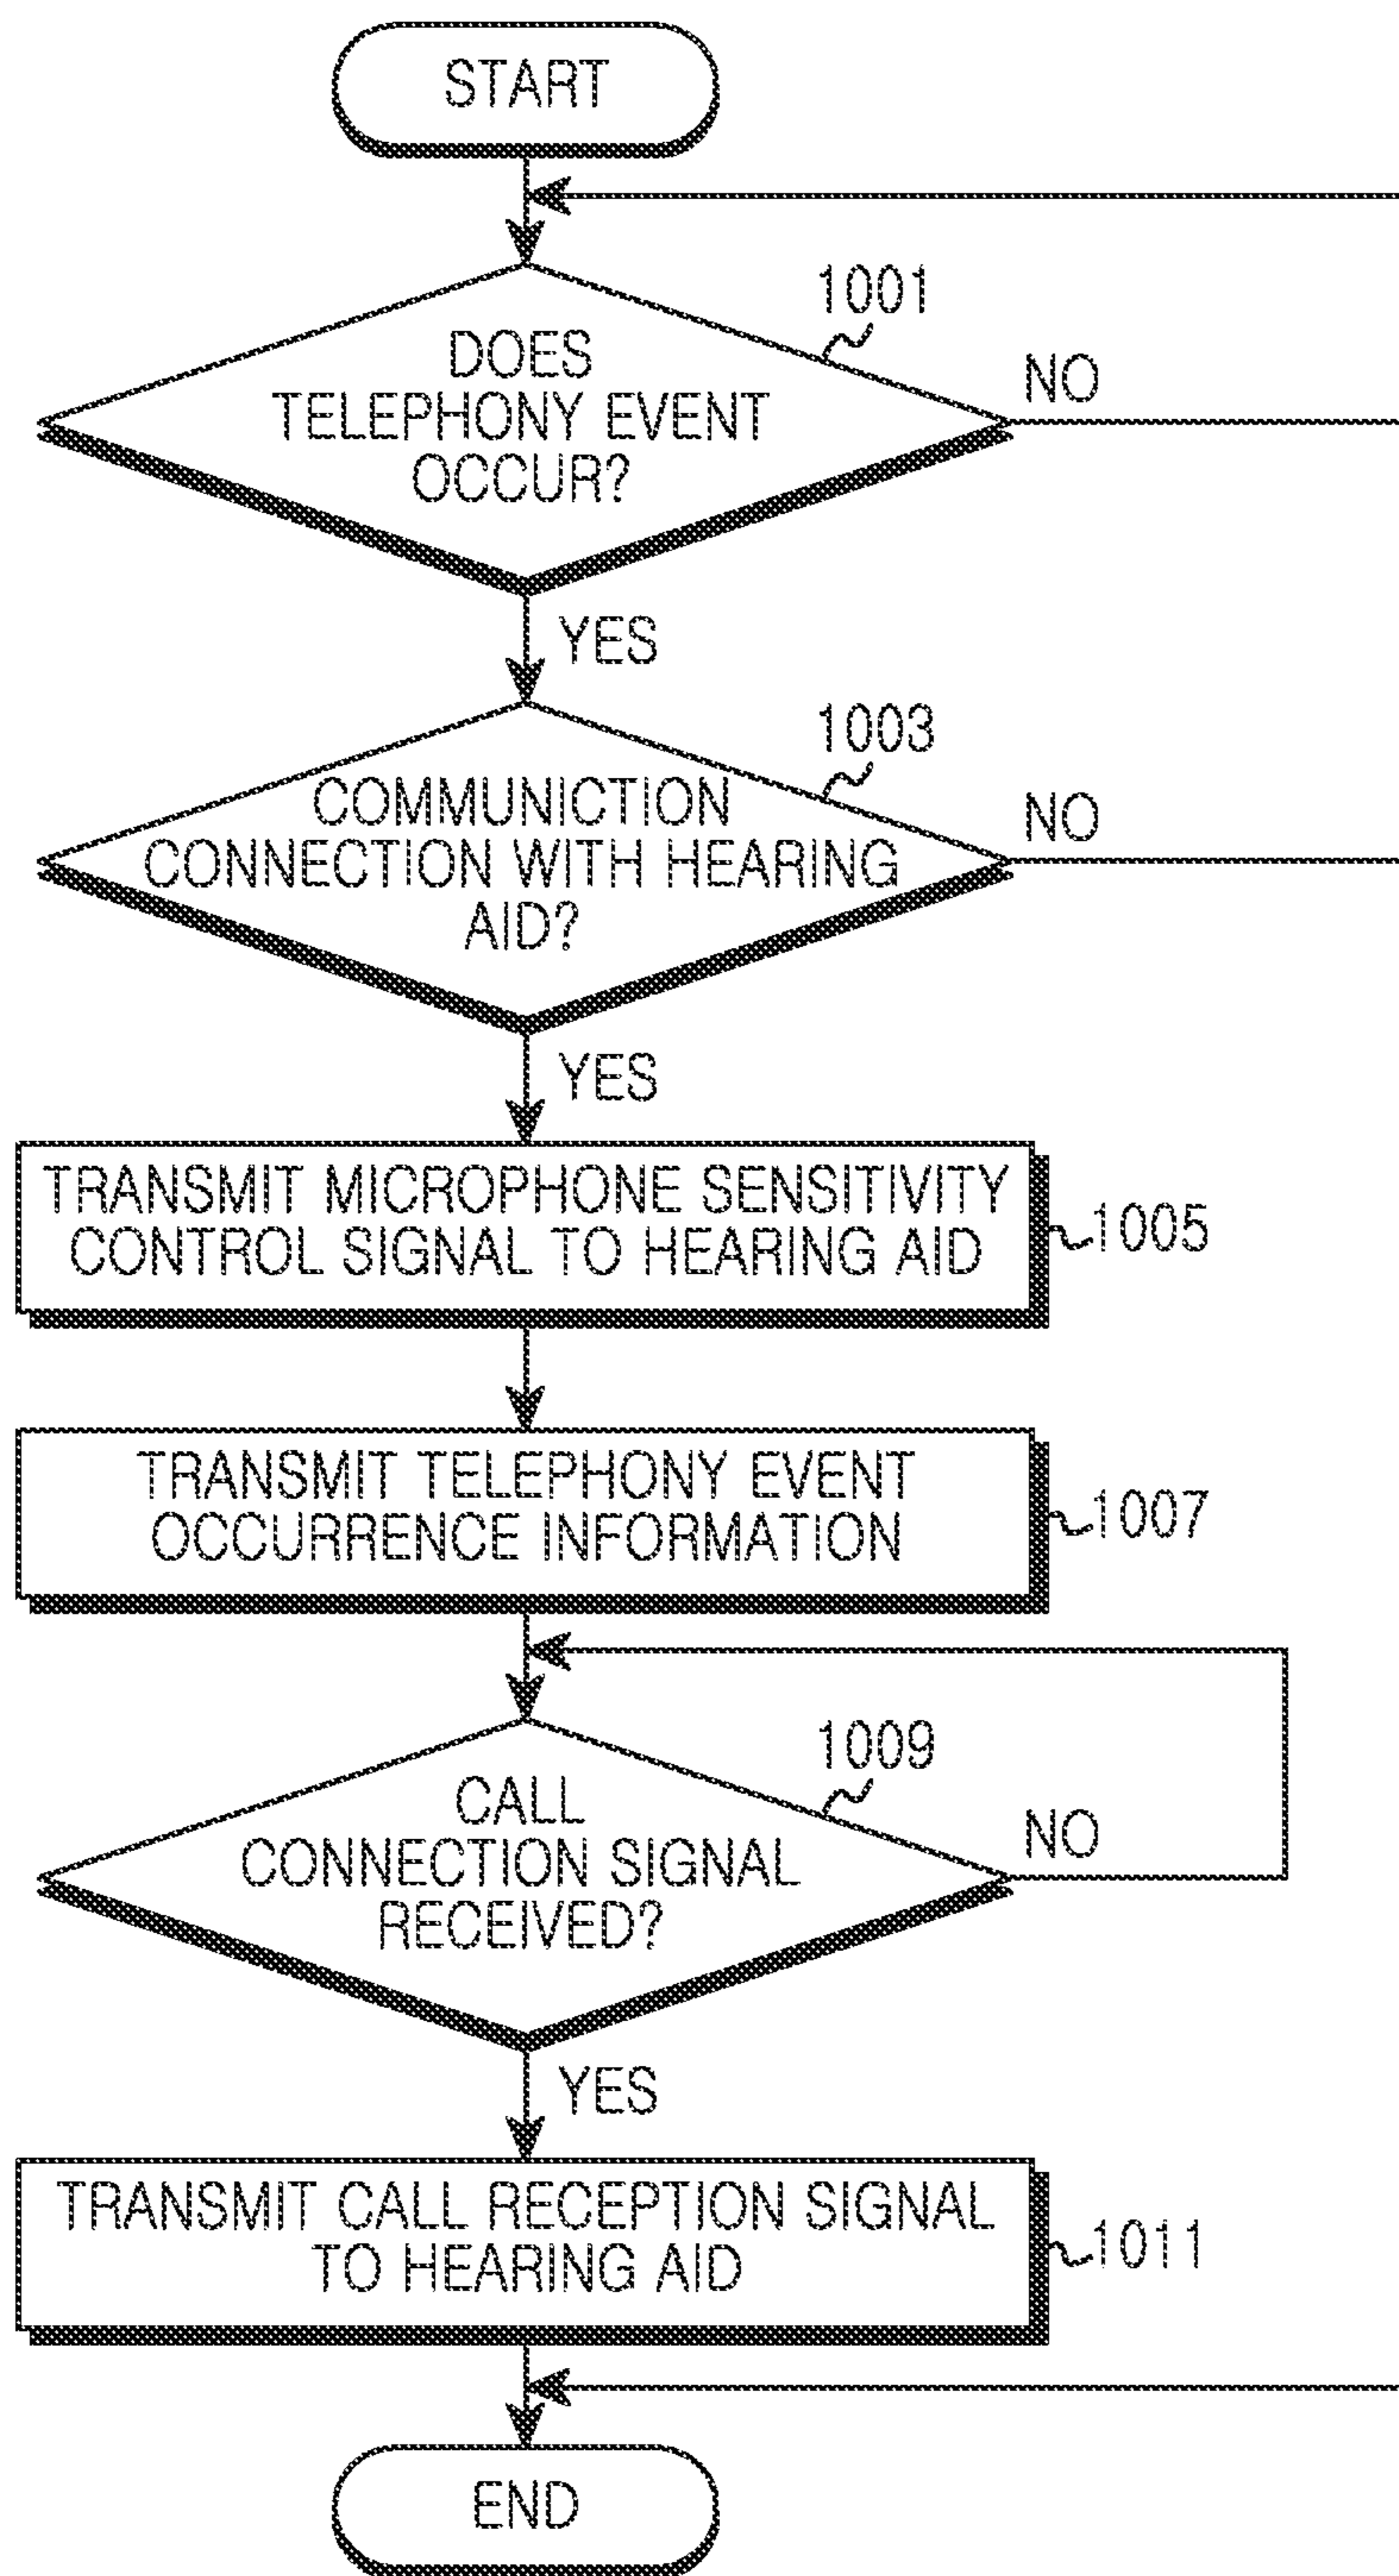 START
1001
DOES
TELEPHONY EVENT
OCCUR?
NO
YES
1003
COMMUNICTION
CONNECTION WITH HEARING
AID?
NO
YES
TRANSMIT MICROPHONE SENSITIVITY
CONTROL SIGNAL TO HEARING AID
1005
TRANSMIT TELEPHONY EVENT
OCCURRENCE INFORMATION
1007
1009
CALL
CONNECTION SIGNAL
RECEIVED?
NO
YES
TRANSMIT CALL RECEPTION SIGNAL
TO HEARING AID
1011
END